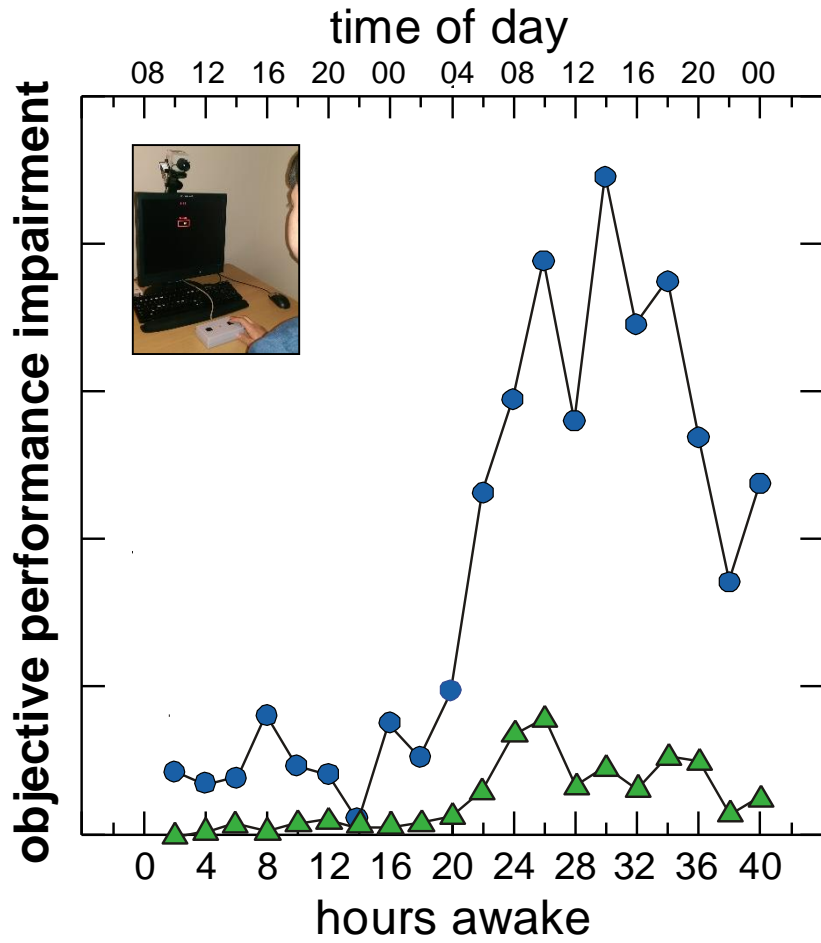 time of day
08 12 16 20 00 04 08 12 16 20 00
objective performance impairment
0 4 8 12 16 20 24 28 32 36 40
hours awake